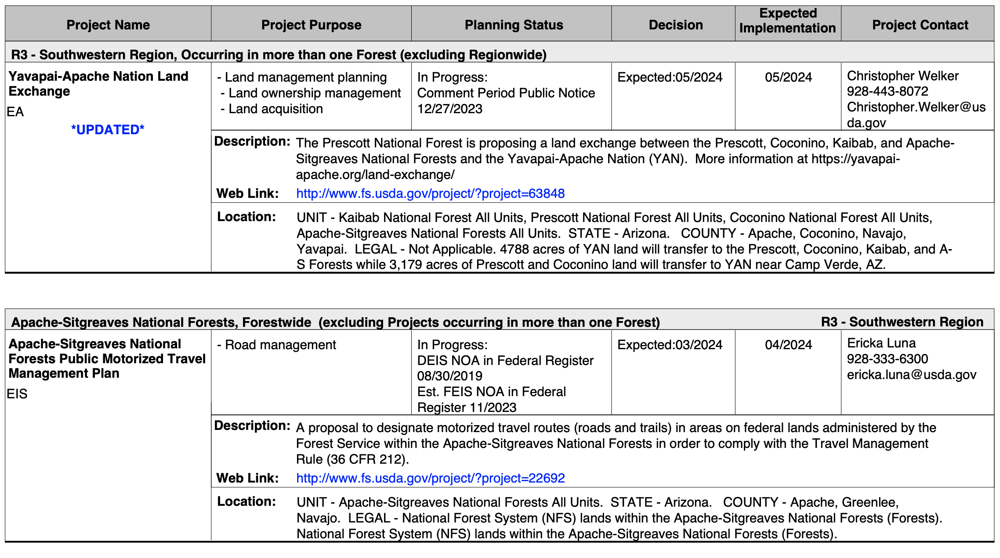 Project Name Project Purpose Planning Status Decision Expected Implementation Project Contact
R3 - Southwestern Region, Occurring in more than one Forest (excluding Regionwide)
Yavapai-Apache Nation Land
Exchange
EA
*UPDATED*
- Land management planning
- Land ownership management
- Land acquisition
In Progress:
Comment Period Public Notice
12/27/2023
Expected:05/2024
05/2024
Christopher Welker
928-443-8072
Christopher.Welker@us
da.gov
Description: The Prescott National Forest is proposing a land exchange between the Prescott, Coconino, Kaibab, and Apache-
Sitgreaves National Forests and the Yavapai-Apache Nation (YAN).  More information at https://yavapai-
apache.org/land-exchange/
Web Link: http://www.fs.usda.gov/project/?project=63848
Location: UNIT - Kaibab National Forest All Units, Prescott National Forest All Units, Coconino National Forest All Units,
Apache-Sitgreaves National Forests All Units.  STATE - Arizona.   COUNTY - Apache, Coconino, Navajo,
Yavapai.  LEGAL - Not Applicable. 4788 acres of YAN land will transfer to the Prescott, Coconino, Kaibab, and A-
S Forests while 3,179 acres of Prescott and Coconino land will transfer to YAN near Camp Verde, AZ.
Apache-Sitgreaves National Forests, Forestwide  (excluding Projects occurring in more than one Forest) R3 - Southwestern Region
Apache-Sitgreaves National
Forests Public Motorized Travel
Management Plan
EIS
- Road management
In Progress:
DEIS NOA in Federal Register
08/30/2019
Est. FEIS NOA in Federal
Register 11/2023
Expected:03/2024
04/2024
Ericka Luna
928-333-6300
ericka.luna@usda.gov
Description: A proposal to designate motorized travel routes (roads and trails) in areas on federal lands administered by the
Forest Service within the Apache-Sitgreaves National Forests in order to comply with the Travel Management
Rule (36 CFR 212).
Web Link: http://www.fs.usda.gov/project/?project=22692
Location: UNIT - Apache-Sitgreaves National Forests All Units.  STATE - Arizona.   COUNTY - Apache, Greenlee,
Navajo.  LEGAL - National Forest System (NFS) lands within the Apache-Sitgreaves National Forests (Forests).
National Forest System (NFS) lands within the Apache-Sitgreaves National Forests (Forests).